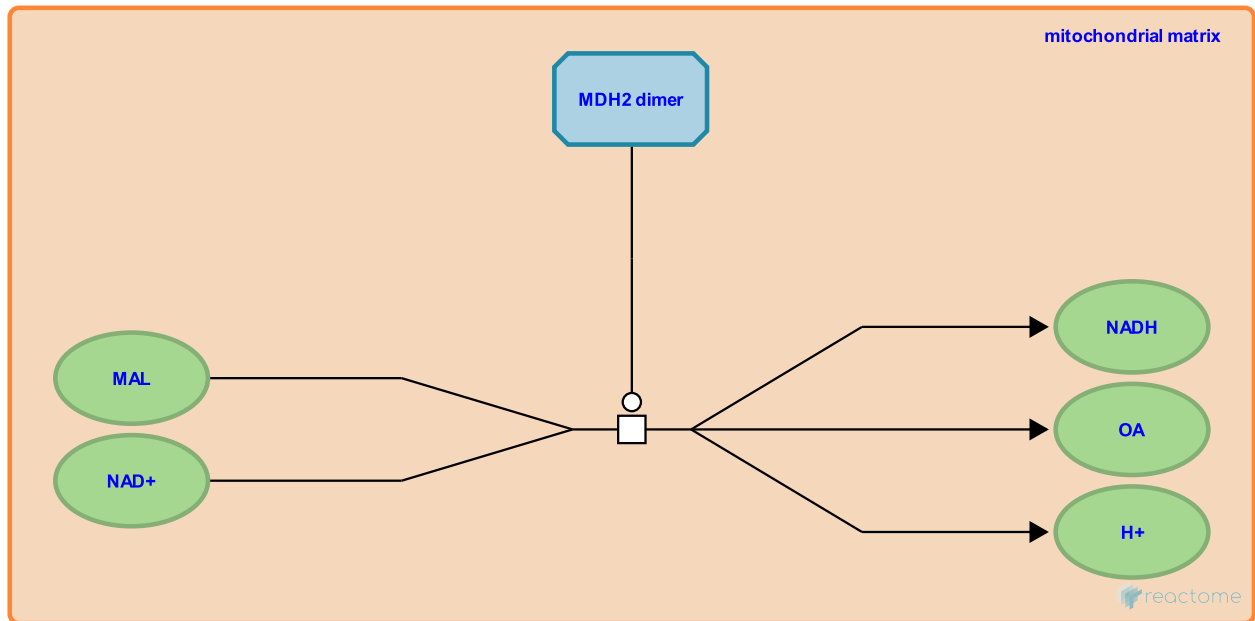 mitochondrial matrix
MDH2 dimer
MAL
NAD+
NADH
OA
H+
reactome